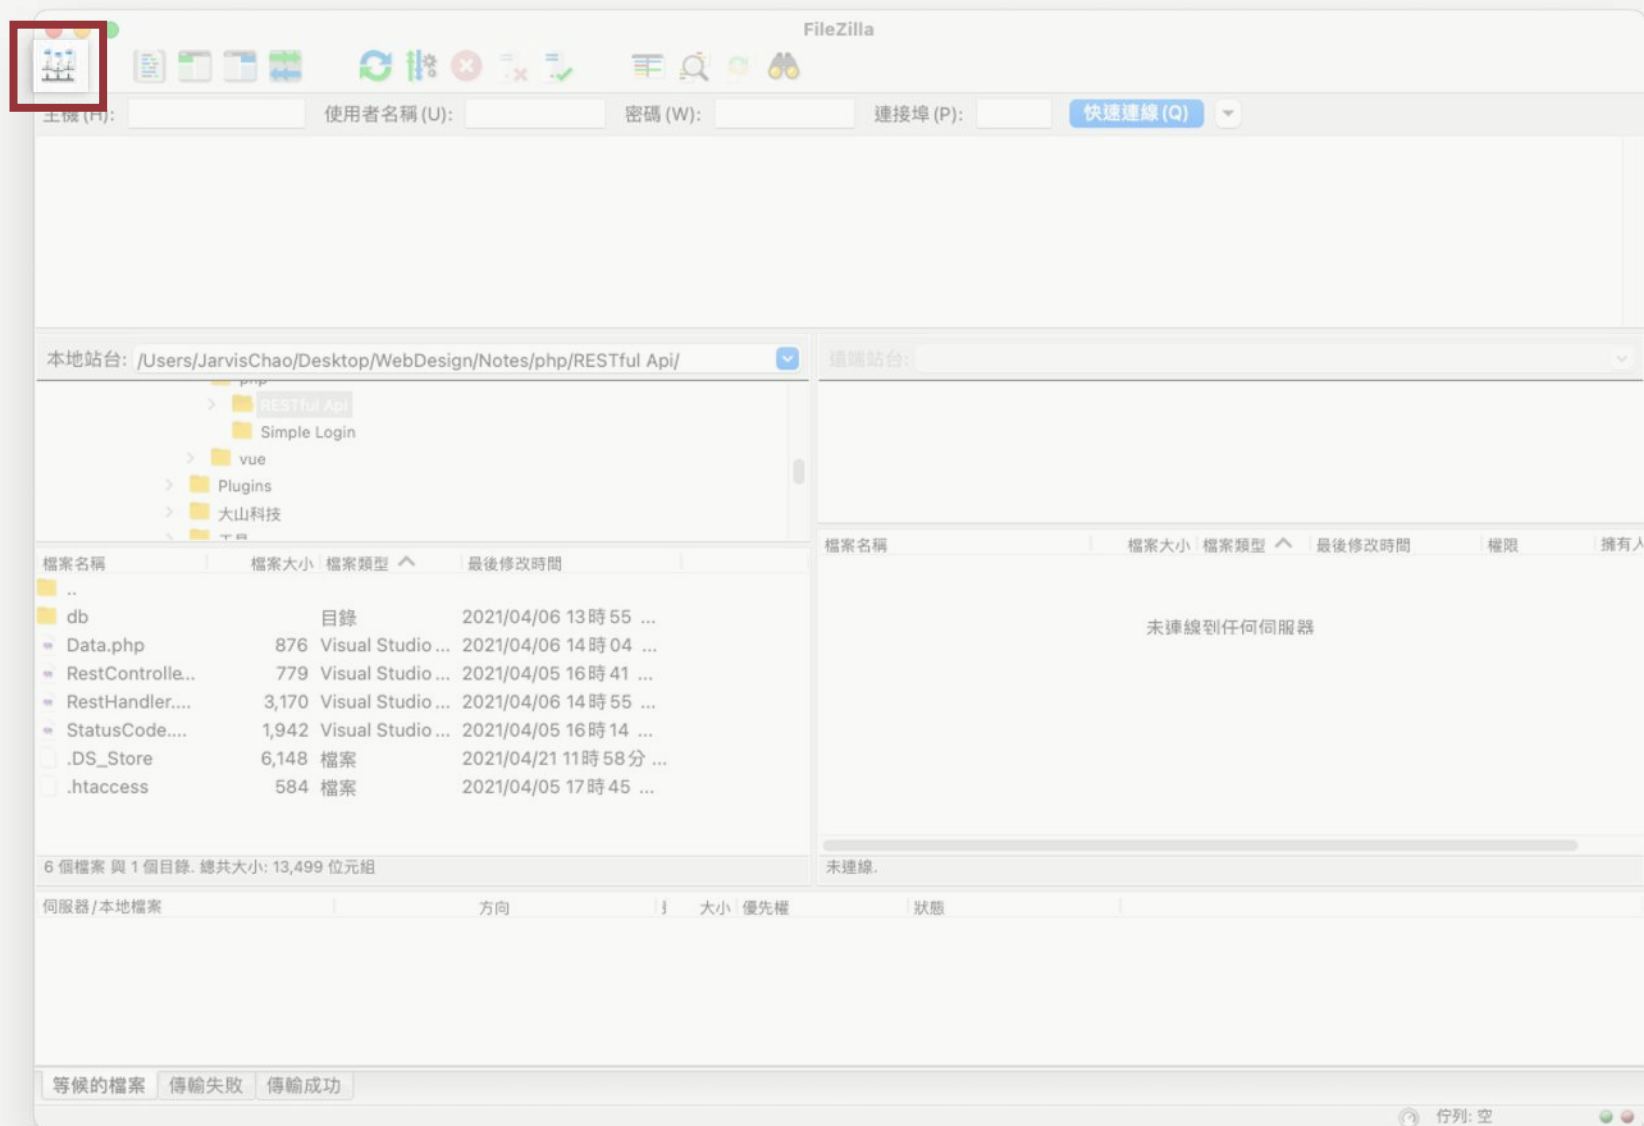 FileZilla
主機(H): 使用者名稱(U): 密碼(W): 連接埠(P): 快速連線(Q)
本地站台: /Users/JarvisChao/Desktop/WebDesign/Notes/php/RESTful Api/
遠端站台:
php
RESTful Api
Simple Login
vue
Plugins
大山科技
工具
檔案名稱 檔案大小 檔案類型 最後修改時間
..
db 目錄 2021/04/06 13時55 ...
Data.php 876 Visual Studio... 2021/04/06 14時04 ...
RestControlle... 779 Visual Studio... 2021/04/05 16時41 ...
RestHandler.... 3,170 Visual Studio... 2021/04/06 14時55 ...
StatusCode.... 1,942 Visual Studio... 2021/04/05 16時14 ...
.DS_Store 6,148 檔案 2021/04/21 11時58分 ...
.htaccess 584 檔案 2021/04/05 17時45 ...
6 個檔案 與 1 個目錄. 總共大小: 13,499 位元組
檔案名稱 檔案大小 檔案類型 最後修改時間 權限 擁有人
未連線到任何伺服器
未連線.
伺服器/本地檔案 方向 大小 優先權 狀態
等候的檔案 傳輸失敗 傳輸成功
佇列: 空